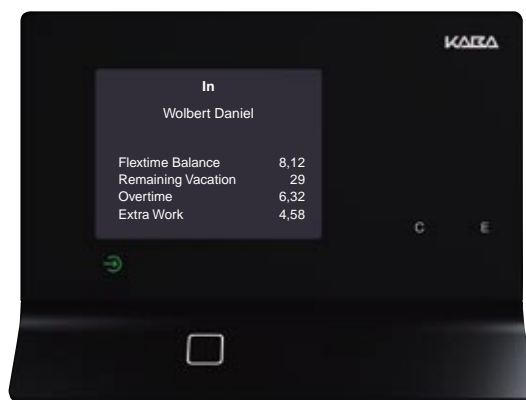 KABA
In
Wolbert Daniel
Flextime Balance 8,12
Remaining Vacation 29
Overtime 6,32
Extra Work 4,58
C E